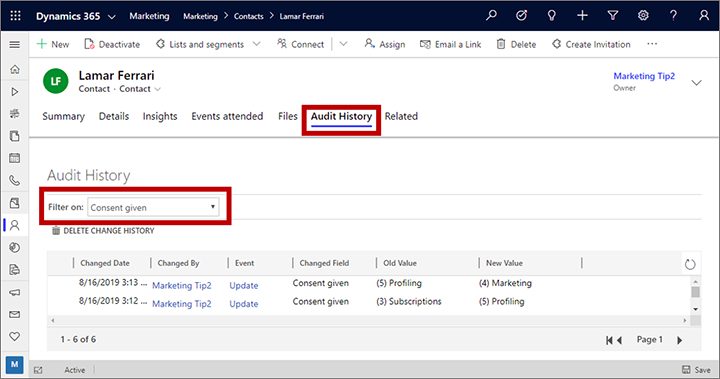 Dynamics 365 Marketing Marketing > Contacts > Lamar Ferrari
New Deactivate Lists and segments Connect Assign Email a Link Delete Create Invitation ...
LF Lamar Ferrari
Contact · Contact
Marketing Tip2
Owner
Summary Details Insights Events attended Files Audit History Related
Audit History
Filter on: Consent given
DELETE CHANGE HISTORY
Changed Date Changed By Event Changed Field Old Value New Value
8/16/2019 3:13 ... Marketing Tip2 Update Consent given (5) Profiling (4) Marketing
8/16/2019 3:12 ... Marketing Tip2 Update Consent given (3) Subscriptions (5) Profiling
1 - 6 of 6 Page 1
M Active Save